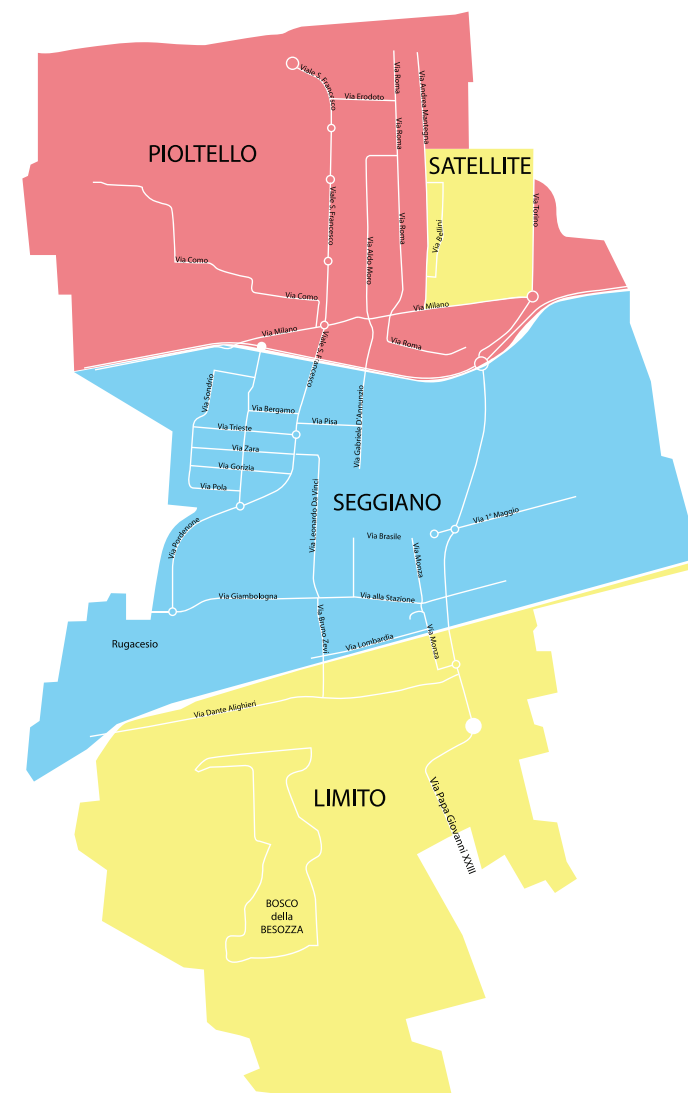 Viale S. Francesco
Via Roma
Via Andrea Mantegna
Via Erodoto
Via Roma
PIOLTELLO
SATELLITE
Viale S. Francesco
Via Roma
Via Torino
Via Bellini
Via Aldo Moro
Via Como
Via Como
Via Milano
Via Milano
Via Roma
Viale S. Francesco
Via Sondrio
Via Bergamo
Via Pisa
Via Gabriele D'Annunzio
Via Trieste
Via Zara
Via Gorizia
Via Pola
SEGGIANO
Via Leonardo Da Vinci
Via 1° Maggio
Via Pordenone
Via Brasile
Via Monza
Via Giambologna
Via alla Stazione
Via Bruno Zevi
Via Lombardia
Via Monza
Rugacesio
Via Dante Alighieri
LIMITO
Via Papa Giovanni XXIII
BOSCO
della
BESOZZA